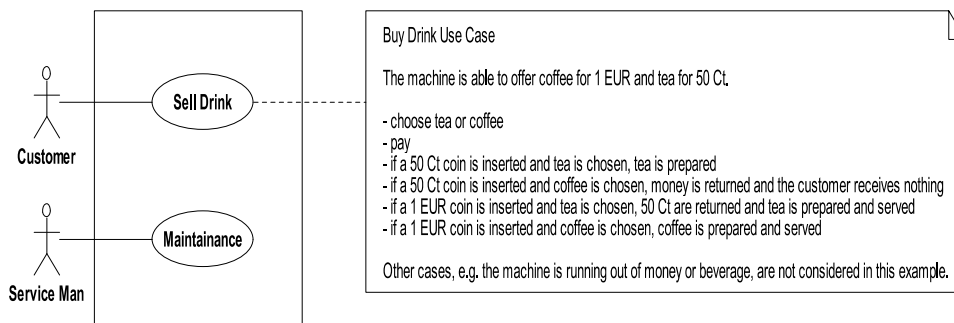 Sell Drink
Customer
Maintainance
Service Man
Buy Drink Use Case
The machine is able to offer coffee for 1 EUR and tea for 50 Ct.
- choose tea or coffee
- pay
- if a 50 Ct coin is inserted and tea is chosen, tea is prepared
- if a 50 Ct coin is inserted and coffee is chosen, money is returned and the customer receives nothing
- if a 1 EUR coin is inserted and tea is chosen, 50 Ct are returned and tea is prepared and served
- if a 1 EUR coin is inserted and coffee is chosen, coffee is prepared and served
Other cases, e.g. the machine is running out of money or beverage, are not considered in this example.